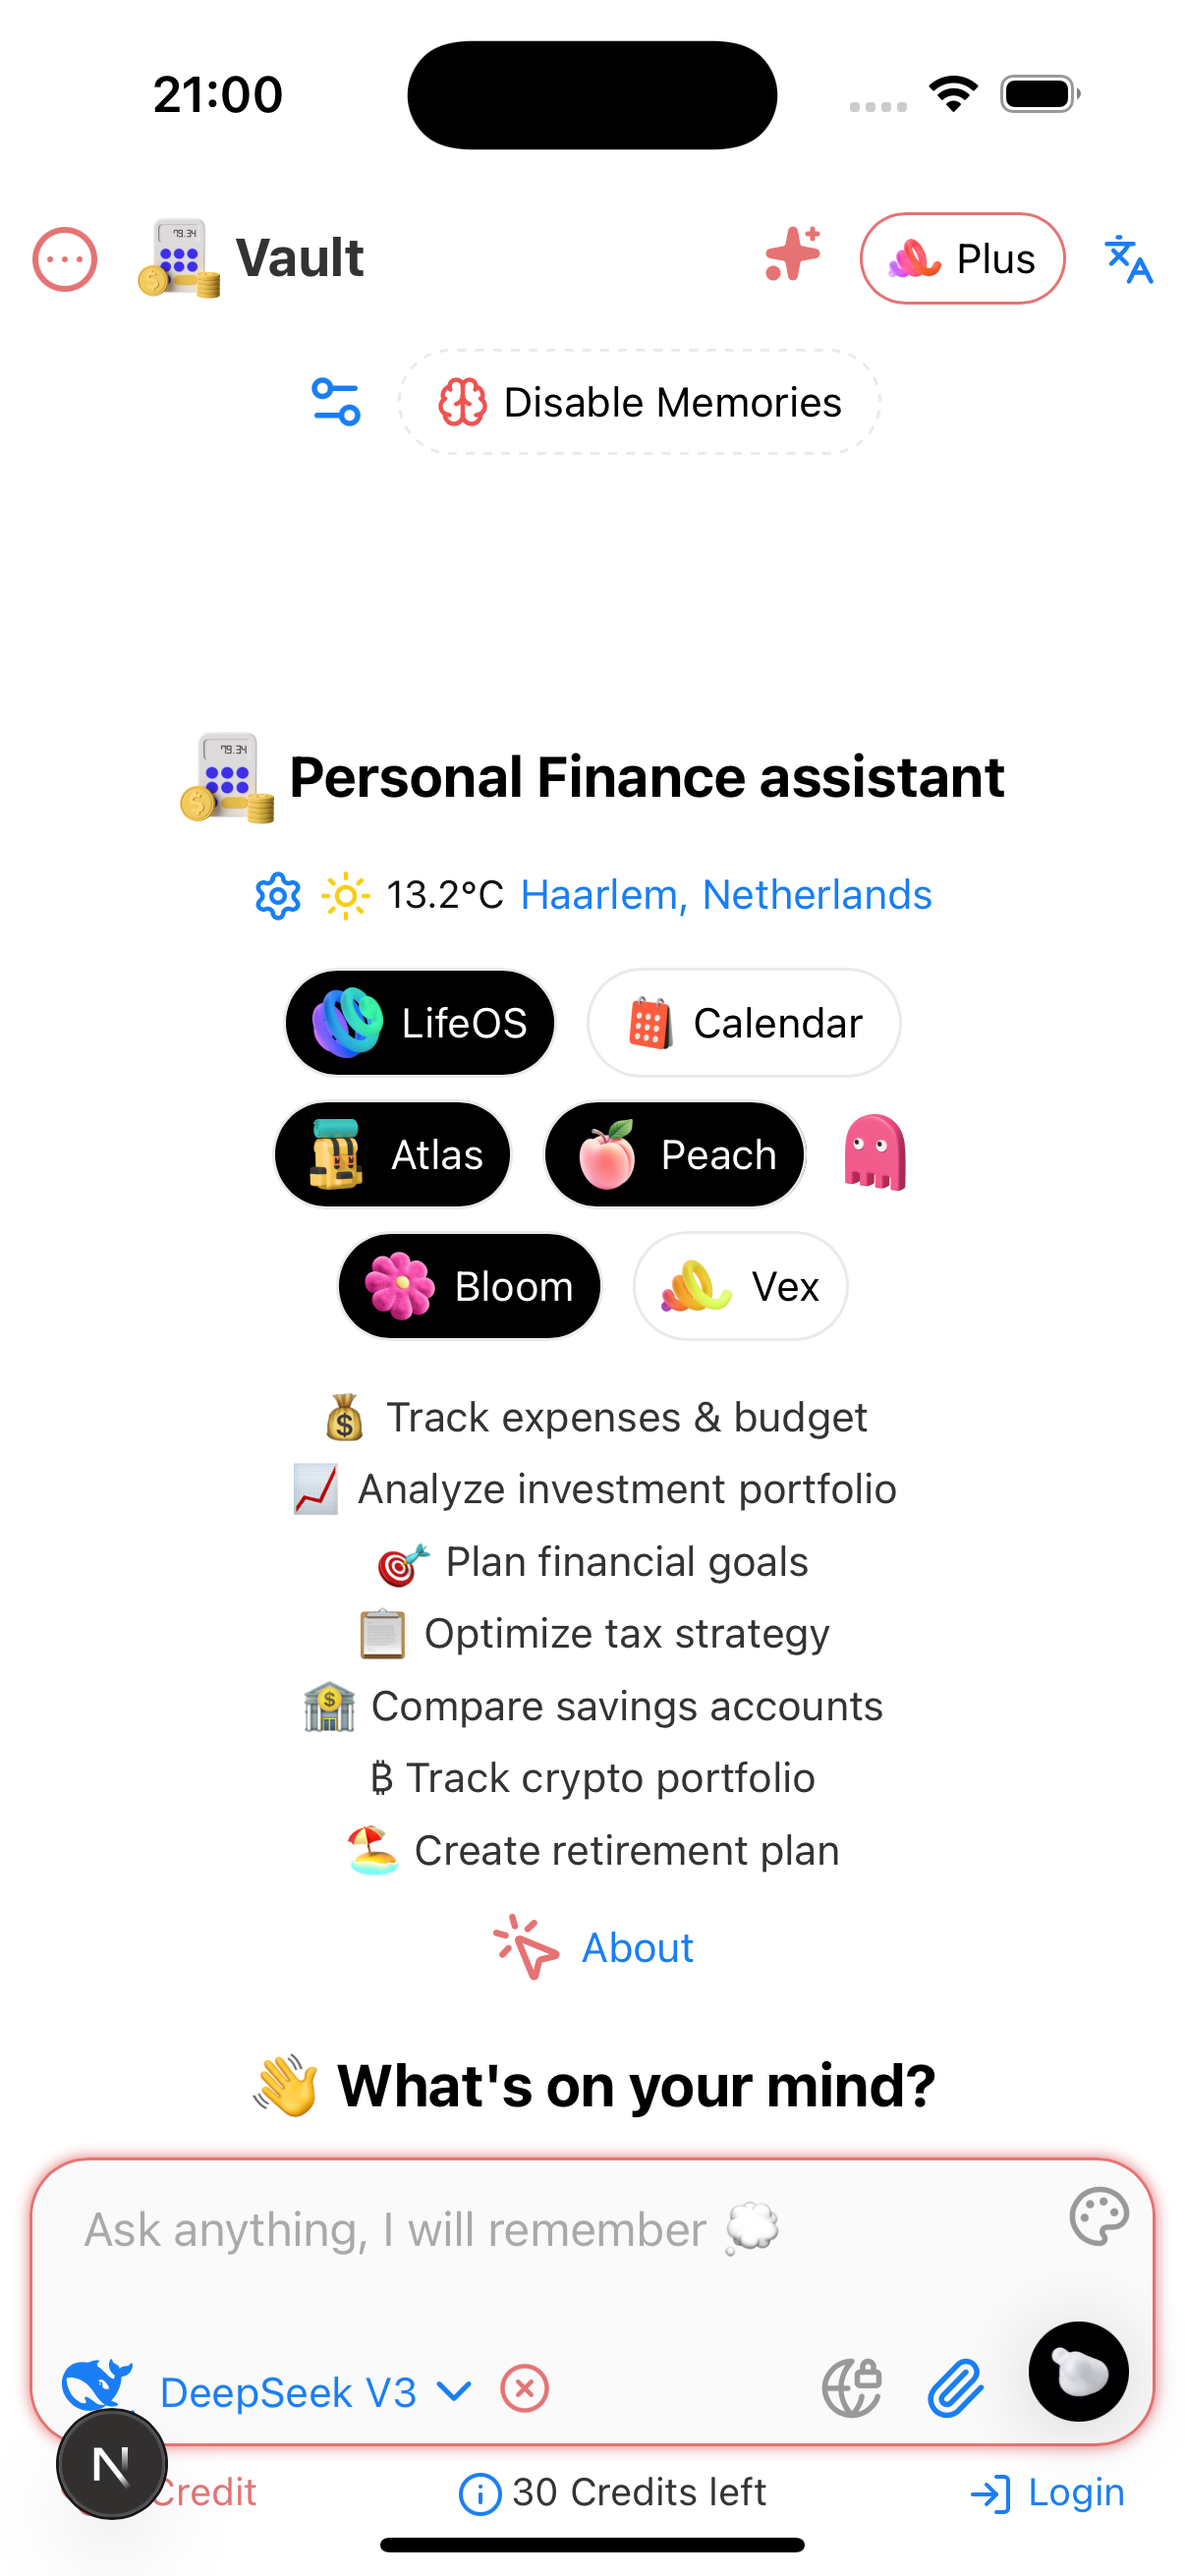 21:00
Vault
Plus
Disable Memories
79.34
Personal Finance assistant
13.2°C Haarlem, Netherlands
LifeOS
Calendar
Atlas
Peach
Bloom
Vex
Track expenses & budget
Analyze investment portfolio
Plan financial goals
Optimize tax strategy
Compare savings accounts
₿ Track crypto portfolio
Create retirement plan
About
What's on your mind?
Ask anything, I will remember
DeepSeek V3
N
Credit
30 Credits left
Login